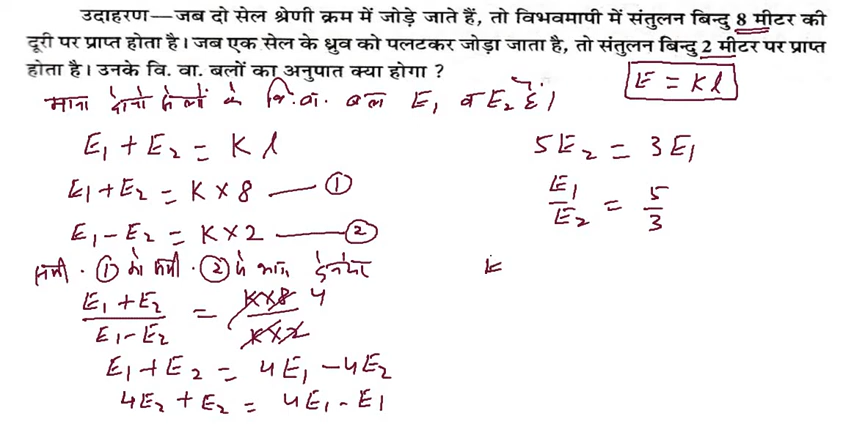 उदाहरण—जब दो सेल श्रेणी क्रम में जोड़े जाते हैं, तो विभवमापी में संतुलन बिन्दु 8 मीटर की
दूरी पर प्राप्त होता है। जब एक सेल के ध्रुव को पलटकर जोड़ा जाता है, तो संतुलन बिन्दु 2 मीटर पर प्राप्त
होता है। उनके वि. वा. बलों का अनुपात क्या होगा ?
E = Kl
माना दोनो सेलों के वि.वा. बल E₁ व E₂ है।
E₁ + E₂ = K l
E₁ + E₂ = K × 8 — ①
E₁ – E₂ = K × 2 — ②
समी. ① को समी. ② से भाग देने पर
E₁ + E₂ / E₁ – E₂ = K×8 / K×2 4
E₁ + E₂ = 4E₁ – 4E₂
4E₂ + E₂ = 4E₁ – E₁
5E₂ = 3E₁
E₁ / E₂ = 5 / 3
E